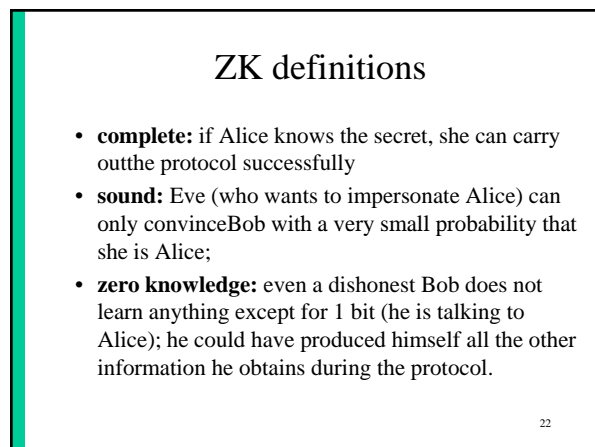 ZK definitions
• complete: if Alice knows the secret, she can carry
outthe protocol successfully
• sound: Eve (who wants to impersonate Alice) can
only convinceBob with a very small probability that
she is Alice;
• zero knowledge: even a dishonest Bob does not
learn anything except for 1 bit (he is talking to
Alice); he could have produced himself all the other
information he obtains during the protocol.
22